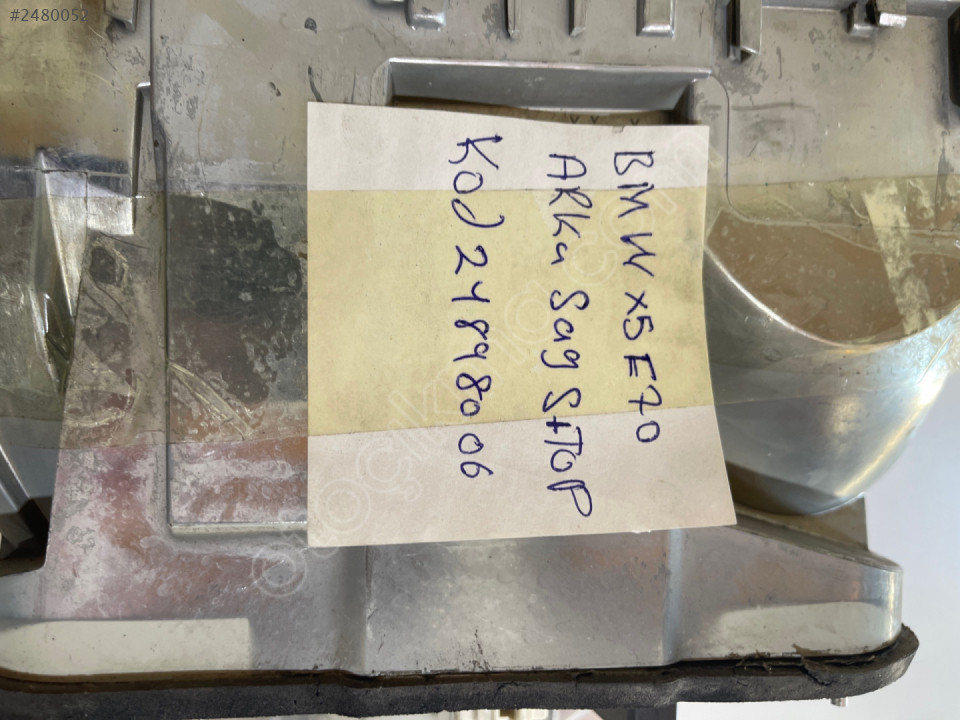 #2480052
BMW x5 E70
ARKa Sag StoP
Kod 24898006